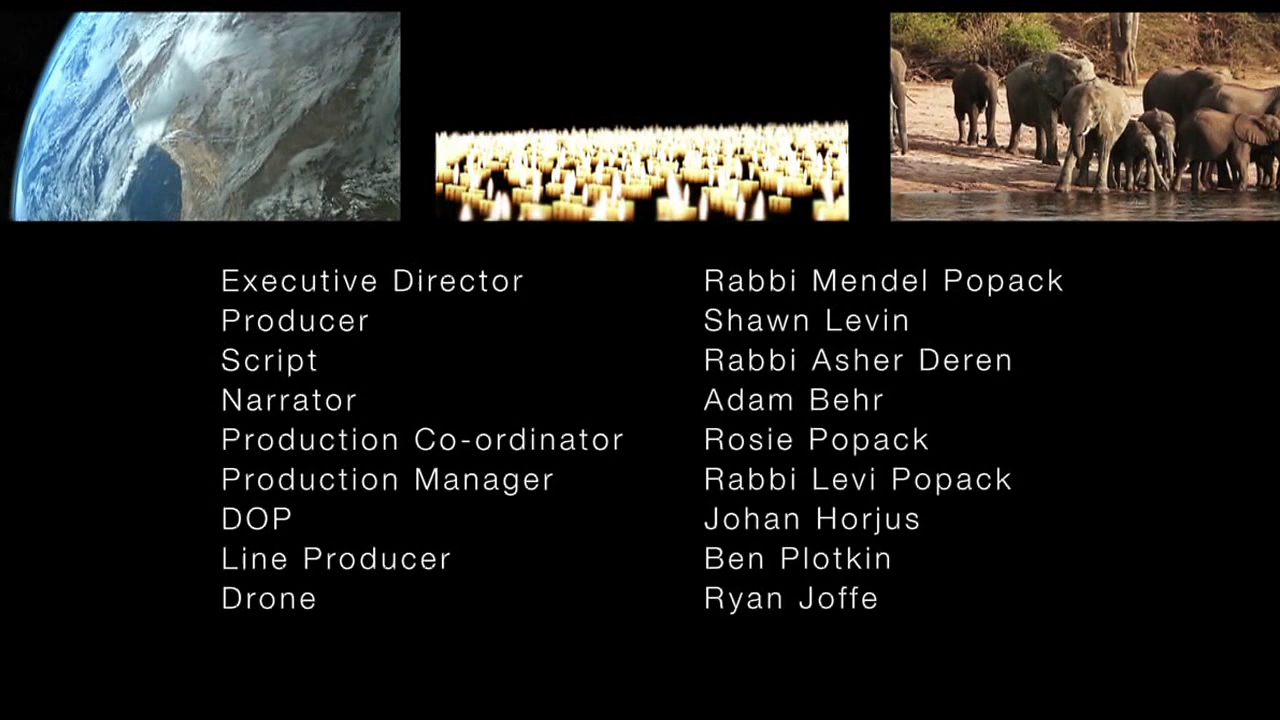 Executive Director Rabbi Mendel Popack
Producer Shawn Levin
Script Rabbi Asher Deren
Narrator Adam Behr
Production Co-ordinator Rosie Popack
Production Manager Rabbi Levi Popack
DOP Johan Horjus
Line Producer Ben Plotkin
Drone Ryan Joffe